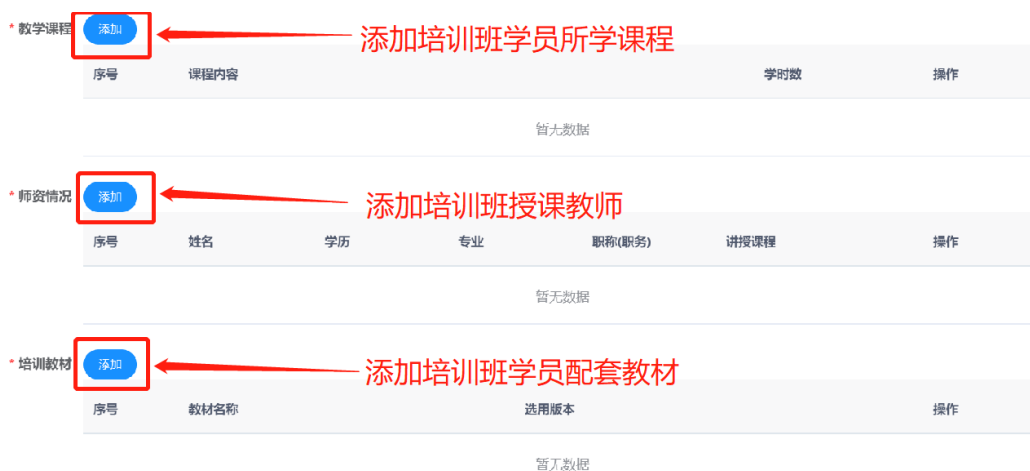 * 教学课程 添加 添加培训班学员所学课程
序号 课程内容 学时数 操作
暂无数据
* 师资情况 添加 添加培训班授课教师
序号 姓名 学历 专业 职称(职务) 讲授课程 操作
暂无数据
* 培训教材 添加 添加培训班学员配套教材
序号 教材名称 选用版本 操作
暂无数据